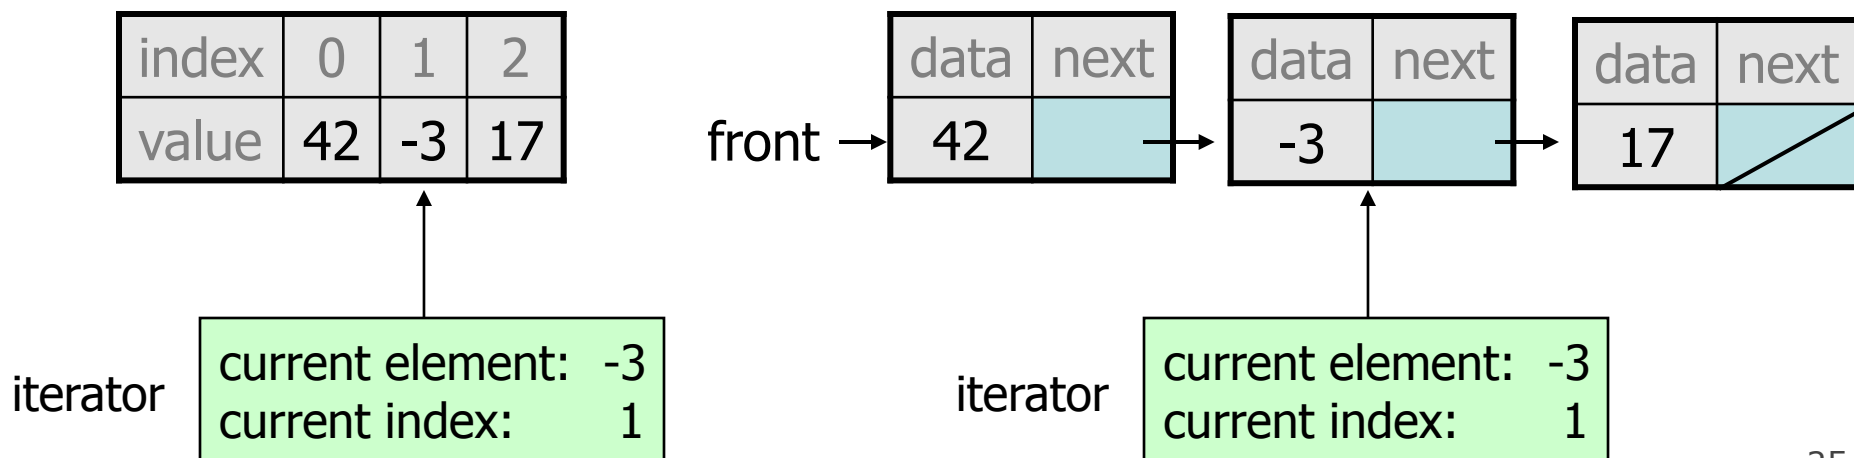 index 0 1 2
value 42 -3 17
front
data next
42
data next
-3
data next
17
iterator
current element: -3
current index: 1
iterator
current element: -3
current index: 1